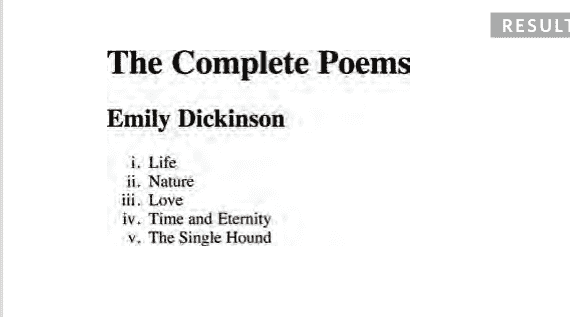 RESULT
The Complete Poems
Emily Dickinson
i. Life
ii. Nature
iii. Love
iv. Time and Eternity
v. The Single Hound